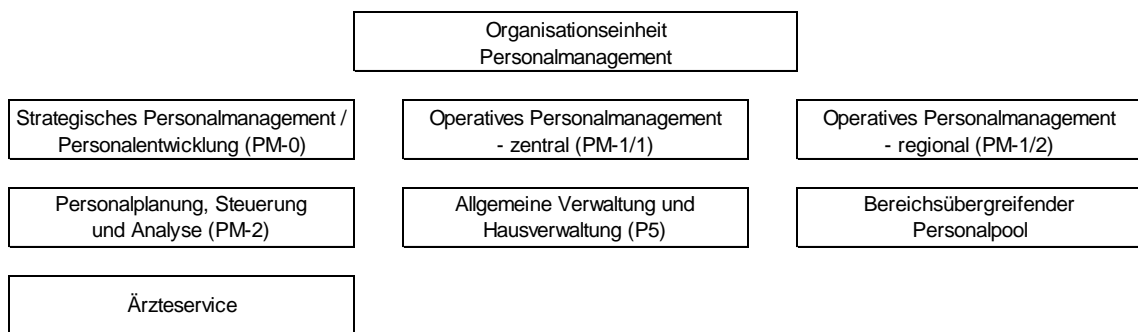 Organisationseinheit
Personalmanagement
Strategisches Personalmanagement /
Personalentwicklung (PM-0)
Operatives Personalmanagement
- zentral (PM-1/1)
Operatives Personalmanagement
- regional (PM-1/2)
Personalplanung, Steuerung
und Analyse (PM-2)
Allgemeine Verwaltung und
Hausverwaltung (P5)
Bereichsübergreifender
Personalpool
Ärzteservice